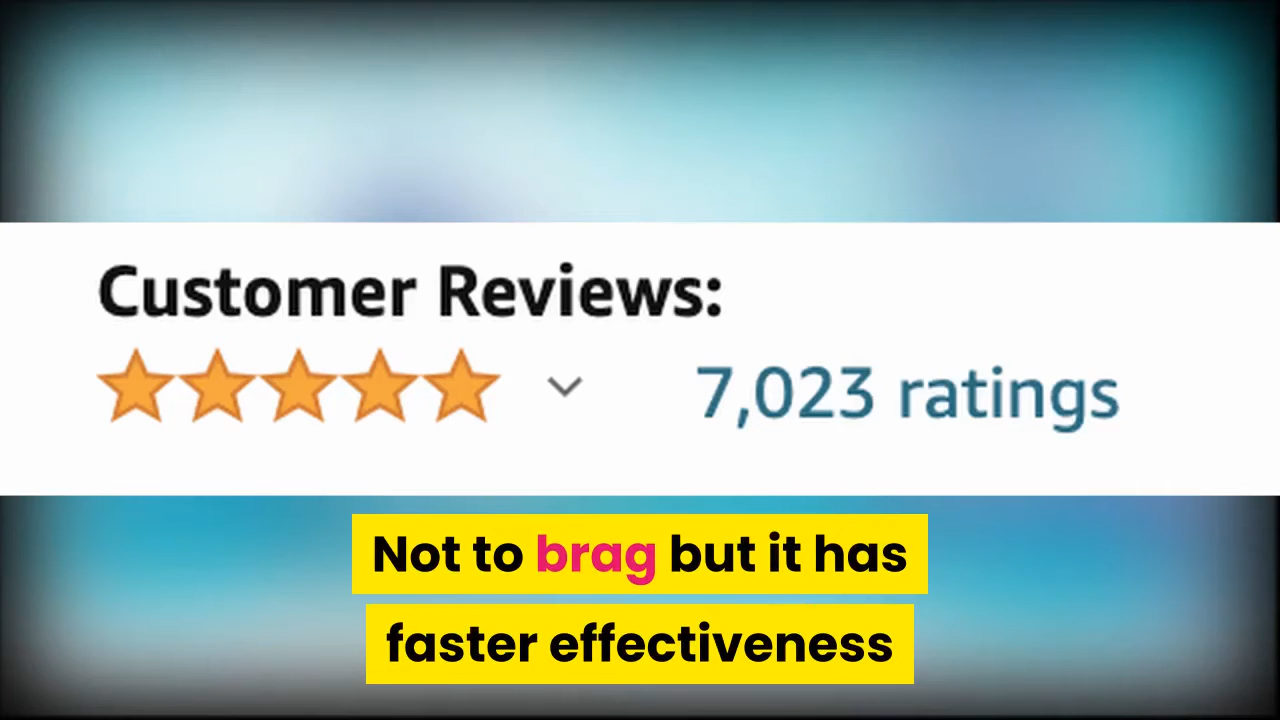 Customer Reviews:
7,023 ratings
Not to brag but it has
faster effectiveness